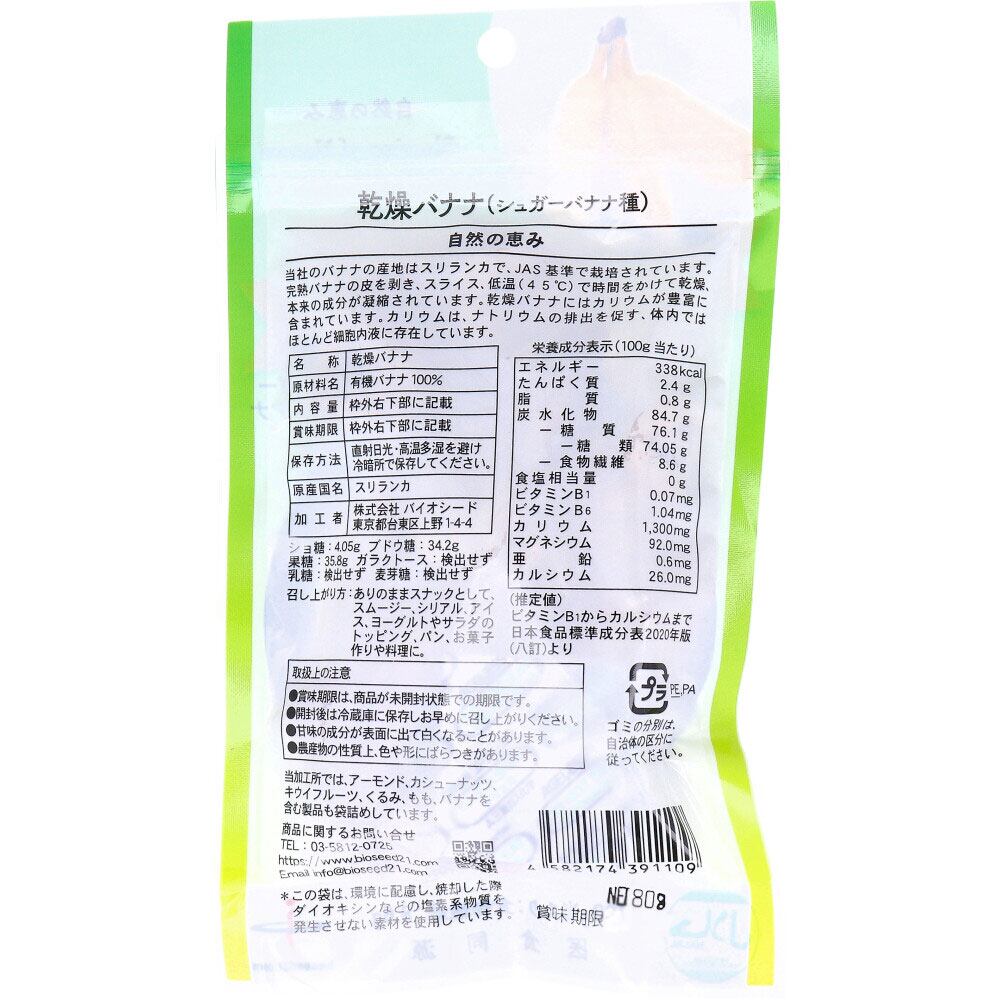 乾燥バナナ(シュガーバナナ種)
自然の恵み
当社のバナナの産地はスリランカで、JAS基準で栽培されています。
完熟バナナの皮を剥き、スライス、低温(45℃)で時間をかけて乾燥、
本来の成分が凝縮されています。乾燥バナナにはカリウムが豊富に
含まれています。カリウムは、ナトリウムの排出を促す、体内では
ほとんど細胞内液に存在しています。
名称 乾燥バナナ
原材料名 有機バナナ100%
内容量 枠外右下部に記載
賞味期限 枠外右下部に記載
保存方法 直射日光・高温多湿を避け
冷暗所で保存してください。
原産国名 スリランカ
加工者 株式会社 バイオシード
東京都台東区上野1-4-4
ショ糖:4.05g ブドウ糖:34.2g
果糖:35.8g ガラクトース:検出せず
乳糖:検出せず 麦芽糖:検出せず
召し上がり方:ありのままスナックとして、
スムージー、シリアル、アイ
ス、ヨーグルトやサラダの
トッピング、パン、お菓子
作りや料理に。
栄養成分表示(100g当たり)
エネルギー 338kcal
たんぱく質 2.4g
脂質 0.8g
炭水化物 84.7g
ー糖質 76.1g
ー糖類 74.05g
ー食物繊維 8.6g
食塩相当量 0g
ビタミンB1 0.07mg
ビタミンB6 1.04mg
カリウム 1,300mg
マグネシウム 92.0mg
亜鉛 0.6mg
カルシウム 26.0mg
(推定値)
ビタミンB1からカルシウムまで
日本食品標準成分表2020年版
(八訂)より
取扱上の注意
●賞味期限は、商品が未開封状態での期限です。
●開封後は冷蔵庫に保存しお早めに召し上がりください。
●甘味の成分が表面に出て白くなることがあります。
●農産物の性質上、色や形にばらつきがあります。
プラ PE,PA
ゴミの分別は、
自治体の区分に
従ってください。
当加工所では、アーモンド、カシューナッツ、
キウイフルーツ、くるみ、もも、バナナを
含む製品も袋詰めしています。
商品に関するお問い合せ
TEL:03-5812-0725
https://www.bioseed21.com
Email info@bioseed21.com
4 582174 391109
*この袋は、環境に配慮し、焼却した際
ダイオキシンなどの塩素系物質を
発生させない素材を使用しています。
NET 80g
賞味期限